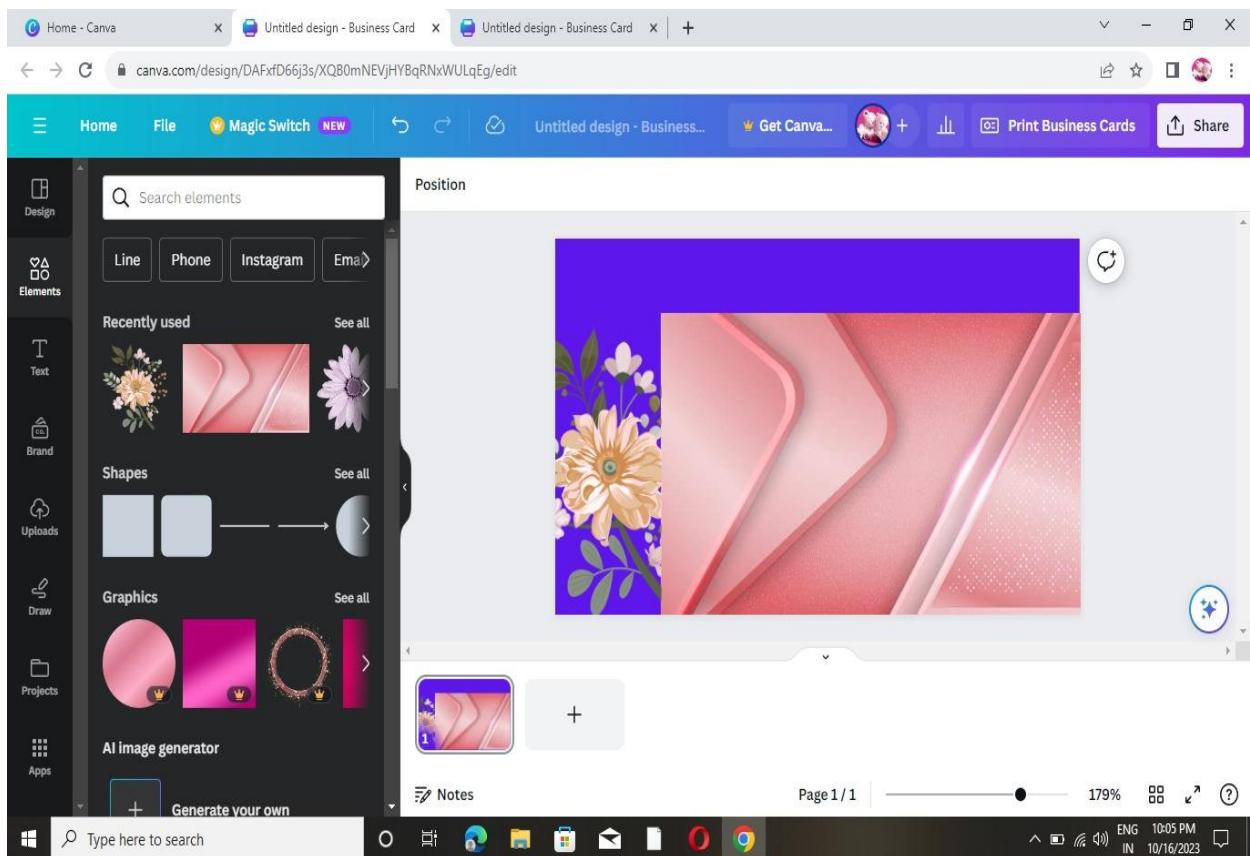 Home - Canva
Untitled design - Business Card
Untitled design - Business Card
canva.com/design/DAFxfD66j3s/XQB0mNEVjHYBqRNxWULqEg/edit
Home File Magic Switch NEW Untitled design - Business... Get Canva... Print Business Cards Share
Design
Elements
Text
Brand
CO.
Uploads
Draw
Projects
Apps
Search elements
Line Phone Instagram Emai
Recently used See all
Shapes See all
Graphics See all
AI image generator
Generate your own
Position
1
Notes Page 1 / 1 179%
Type here to search
ENG 10:05 PM
IN 10/16/2023